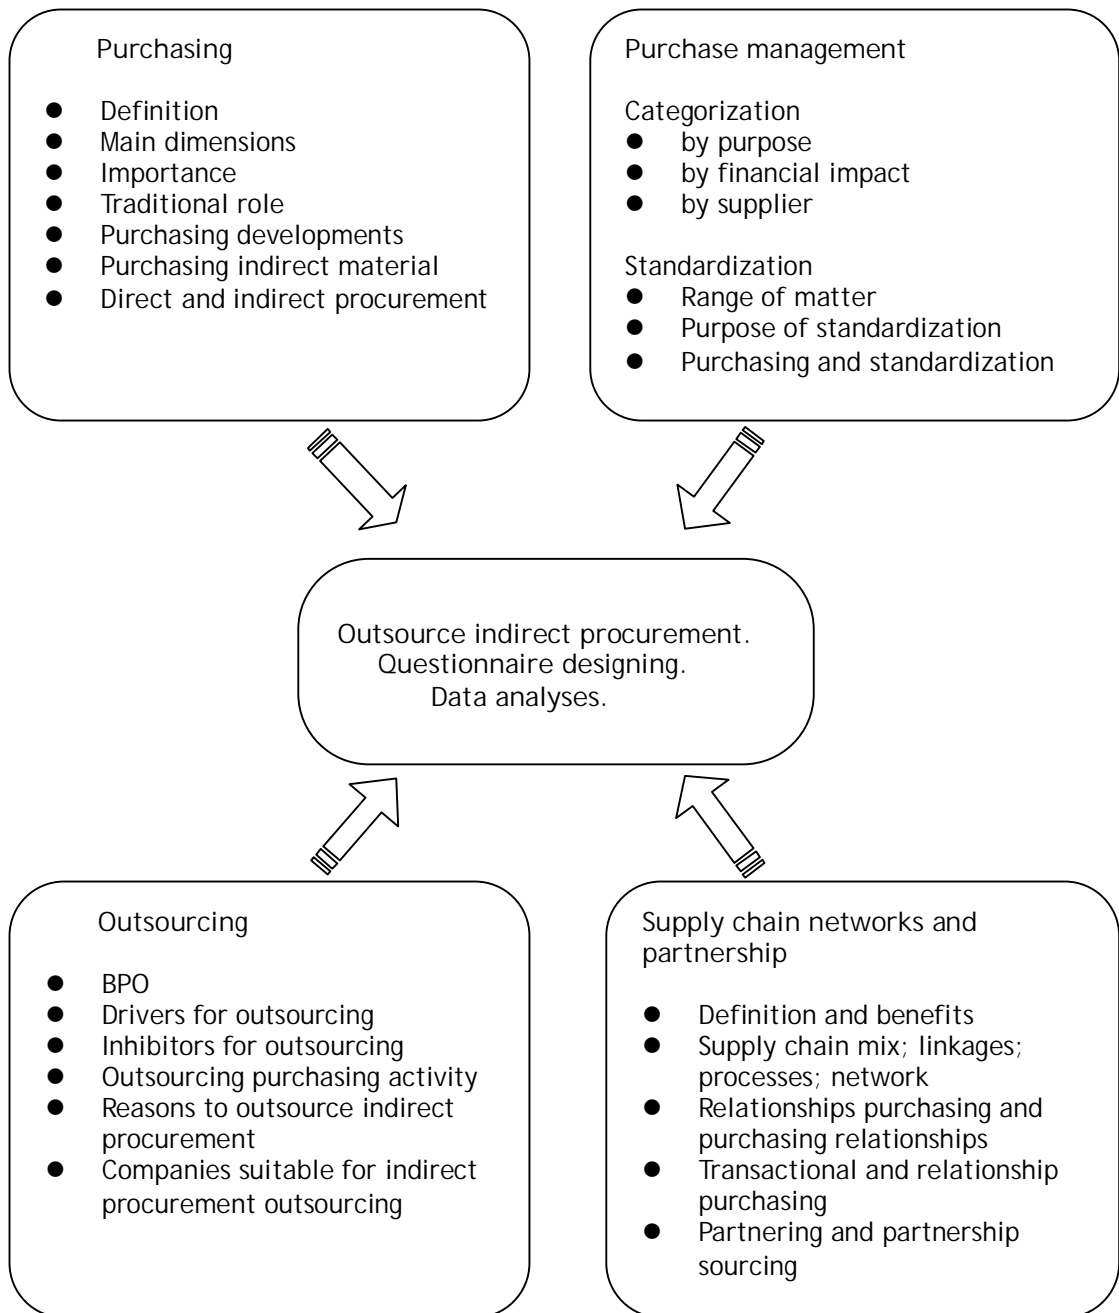 Purchasing
● Definition
● Main dimensions
● Importance
● Traditional role
● Purchasing developments
● Purchasing indirect material
● Direct and indirect procurement
Purchase management
Categorization
● by purpose
● by financial impact
● by supplier
Standardization
● Range of matter
● Purpose of standardization
● Purchasing and standardization
Outsource indirect procurement.
Questionnaire designing.
Data analyses.
Outsourcing
● BPO
● Drivers for outsourcing
● Inhibitors for outsourcing
● Outsourcing purchasing activity
● Reasons to outsource indirect
procurement
● Companies suitable for indirect
procurement outsourcing
Supply chain networks and
partnership
● Definition and benefits
● Supply chain mix; linkages;
processes; network
● Relationships purchasing and
purchasing relationships
● Transactional and relationship
purchasing
● Partnering and partnership
sourcing